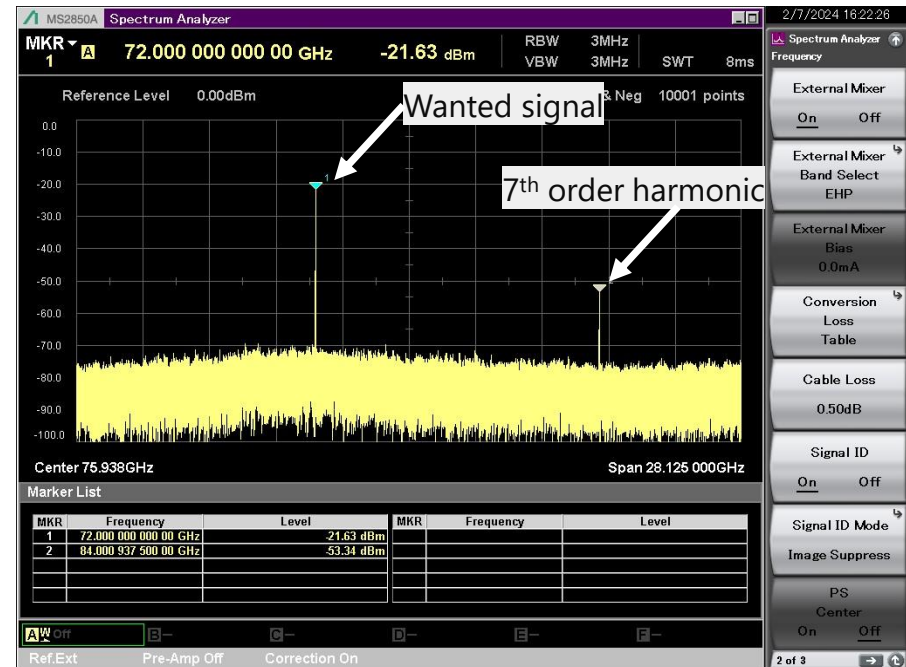 MS2850A Spectrum Analyzer
2/7/2024 16:22:26
MKR 1 A 72.000 000 000 00 GHz -21.63 dBm
RBW 3MHz
VBW 3MHz SWT 8ms
Reference Level 0.00dBm & Neg 10001 points
Wanted signal
7th order harmonic
1
0.0
-10.0
-20.0
-30.0
-40.0
-50.0
-60.0
-70.0
-80.0
-90.0
-100.0
Center 75.938GHz Span 28.125 000GHz
Marker List
MKR Frequency Level MKR Frequency Level
1 72.000 000 000 00 GHz -21.63 dBm
2 84.000 937 500 00 GHz -53.34 dBm
A W Off B- C- D- E- F-
Ref.Ext Pre-Amp Off Correction On
Spectrum Analyzer
Frequency
External Mixer
On Off
External Mixer
Band Select
EHP
External Mixer
Bias
0.0mA
Conversion
Loss
Table
Cable Loss
0.50dB
Signal ID
On Off
Signal ID Mode
Image Suppress
PS
Center
On Off
2 of 3